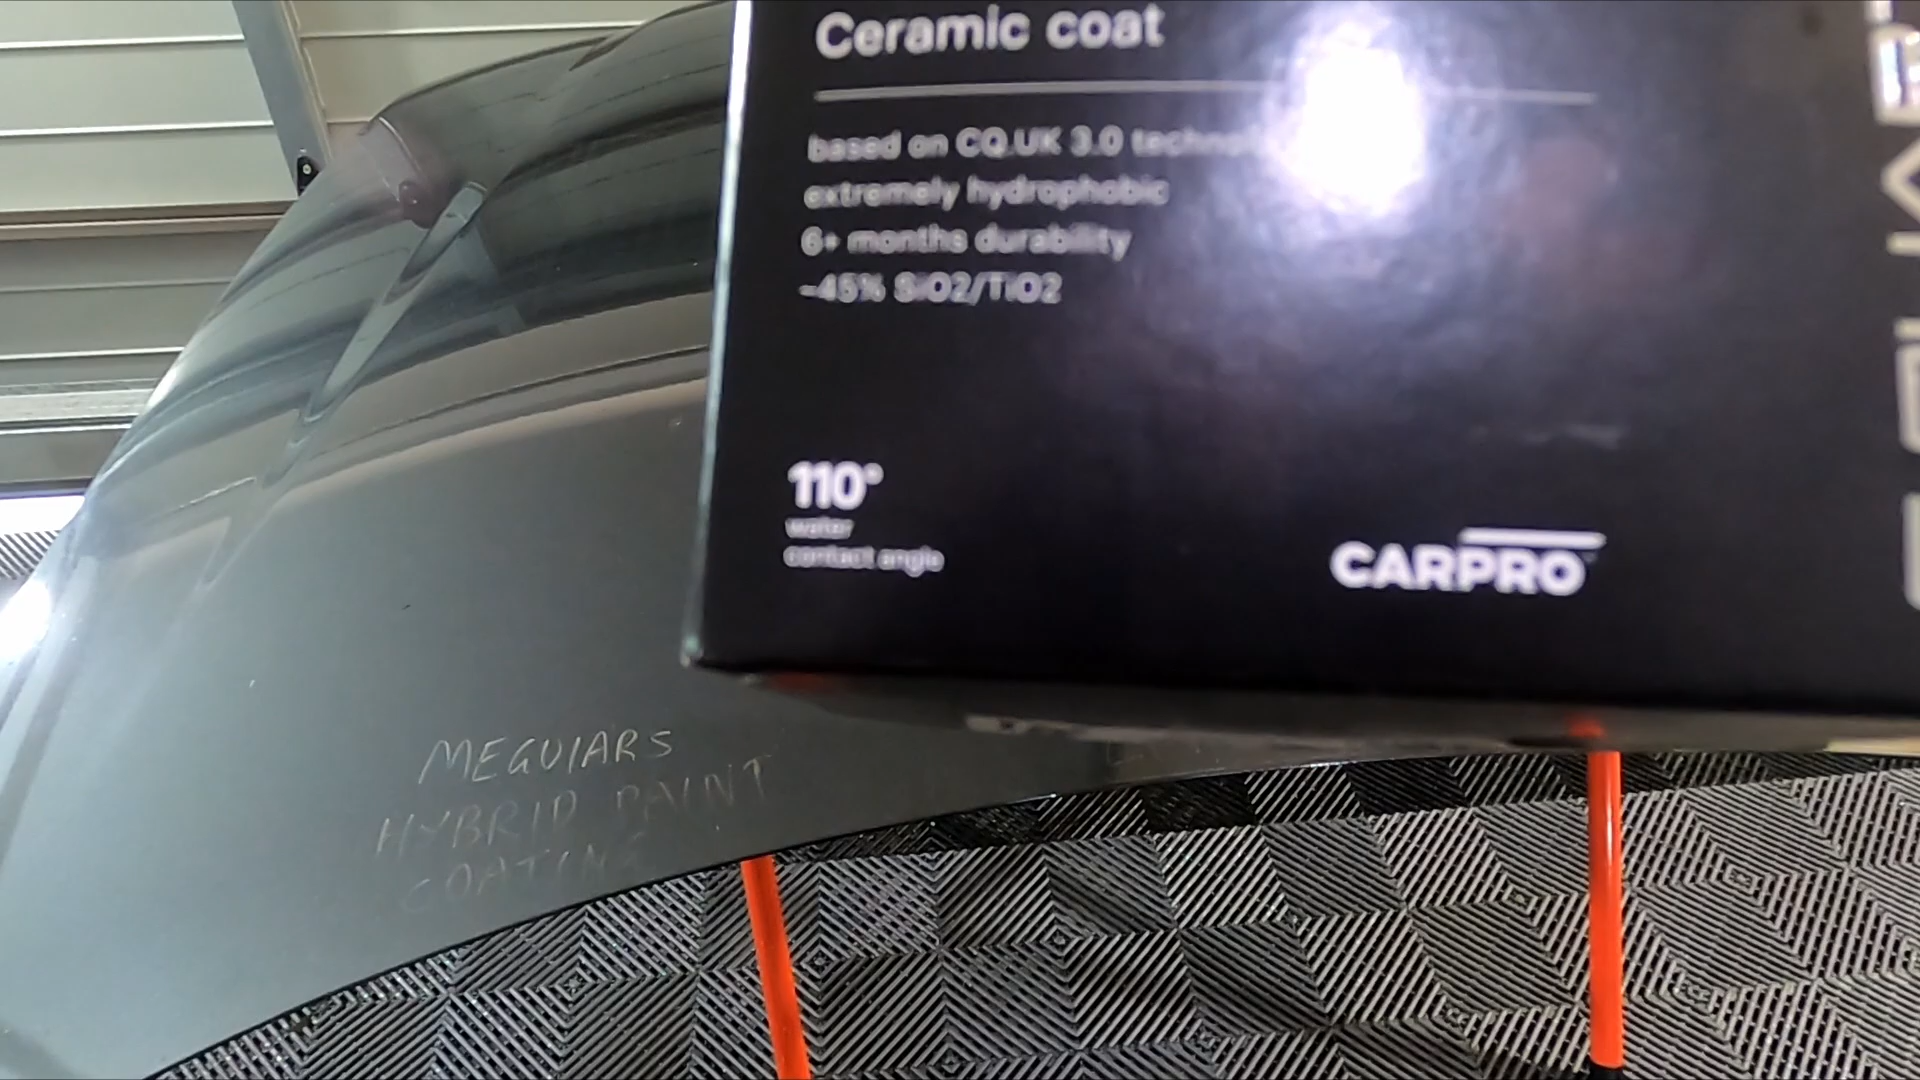 Ceramic coat
based on CQ.UK 3.0
extremely hydrophobic
6+ months durability
~45% SiO2/TiO2
110°
water
contact angle
CARPRO
MEGUIARS
HYBRID PAINT
COATING